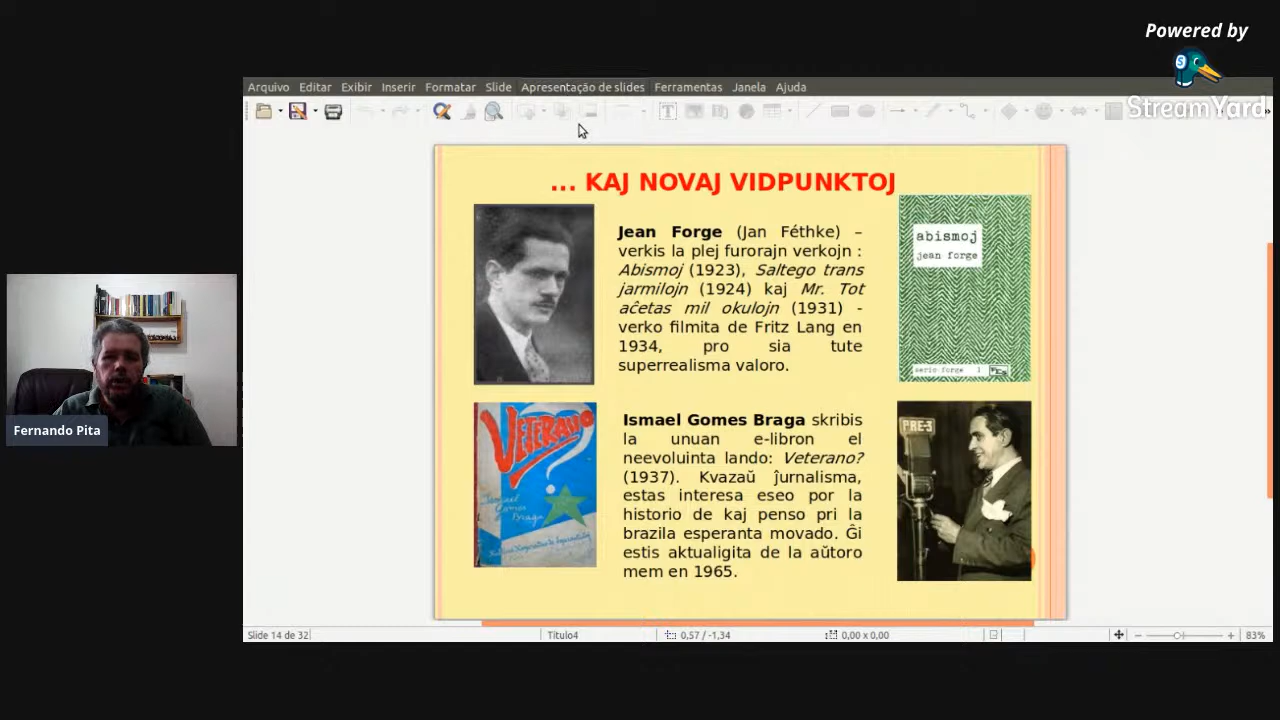 Powered by
StreamYard
Arquivo Editar Exibir Inserir Formatar Slide Apresentação de slides Ferramentas Janela Ajuda
... KAJ NOVAJ VIDPUNKTOJ
Jean Forge (Jan Féthke) –
verkis la plej furorajn verkojn :
Abismoj (1923), Saltego trans
jarmilojn (1924) kaj Mr. Tot
aĉetas mil okulojn (1931) -
verko filmita de Fritz Lang en
1934, pro sia tute
superrealisma valoro.
abismoj
jean forge
serio forge 1
Fernando Pita
VETERANO?
Ismael
Gomes
Braga
Ismael Gomes Braga skribis
la unuan e-libron el
neevoluinta lando: Veterano?
(1937). Kvazaŭ ĵurnalisma,
estas interesa eseo por la
historio de kaj penso pri la
brazila esperanta movado. Ĝi
estis aktualigita de la aŭtoro
mem en 1965.
PRE-3
Slide 14 de 32 Título4 0,57 / -1,34 0,00 x 0,00 83%